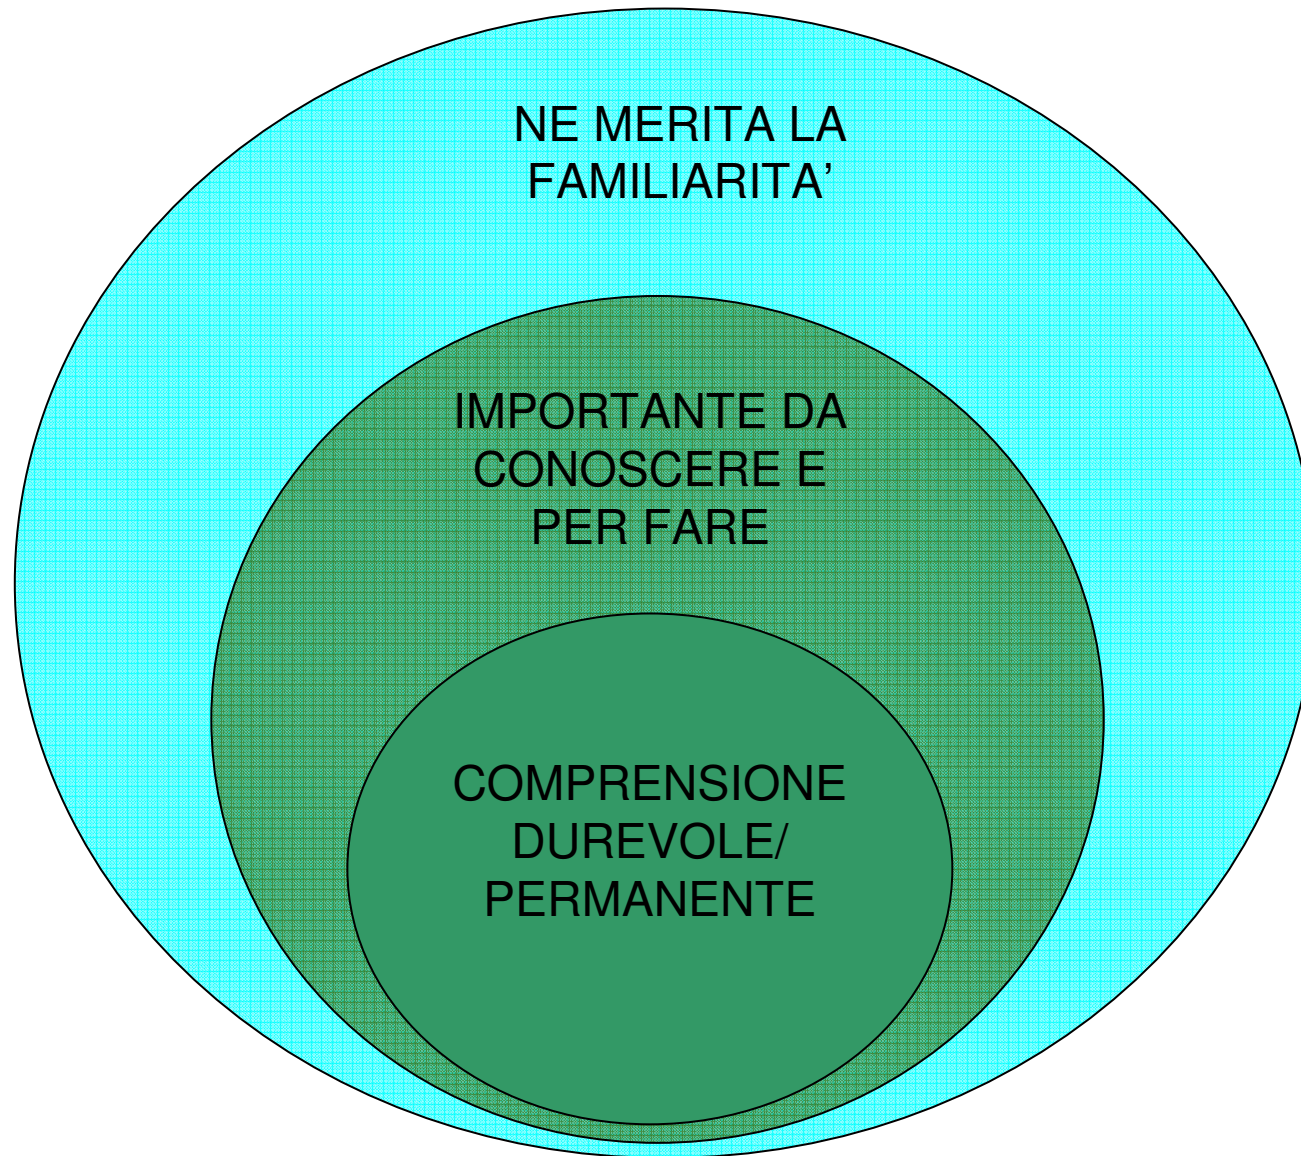 NE MERITA LA
FAMILIARITA’
IMPORTANTE DA
CONOSCERE E
PER FARE
COMPRENSIONE
DUREVOLE/
PERMANENTE